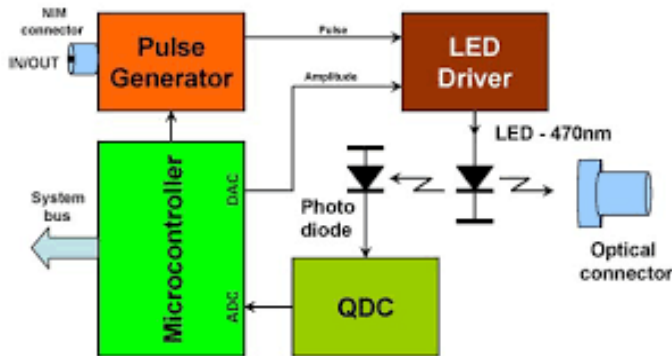 NIM
connector
IN/OUT
Pulse
Generator
Pulse
LED
Driver
Amplitude
LED - 470nm
System
bus
Microcontroller
DAC
ADC
Photo
diode
QDC
Optical
connector